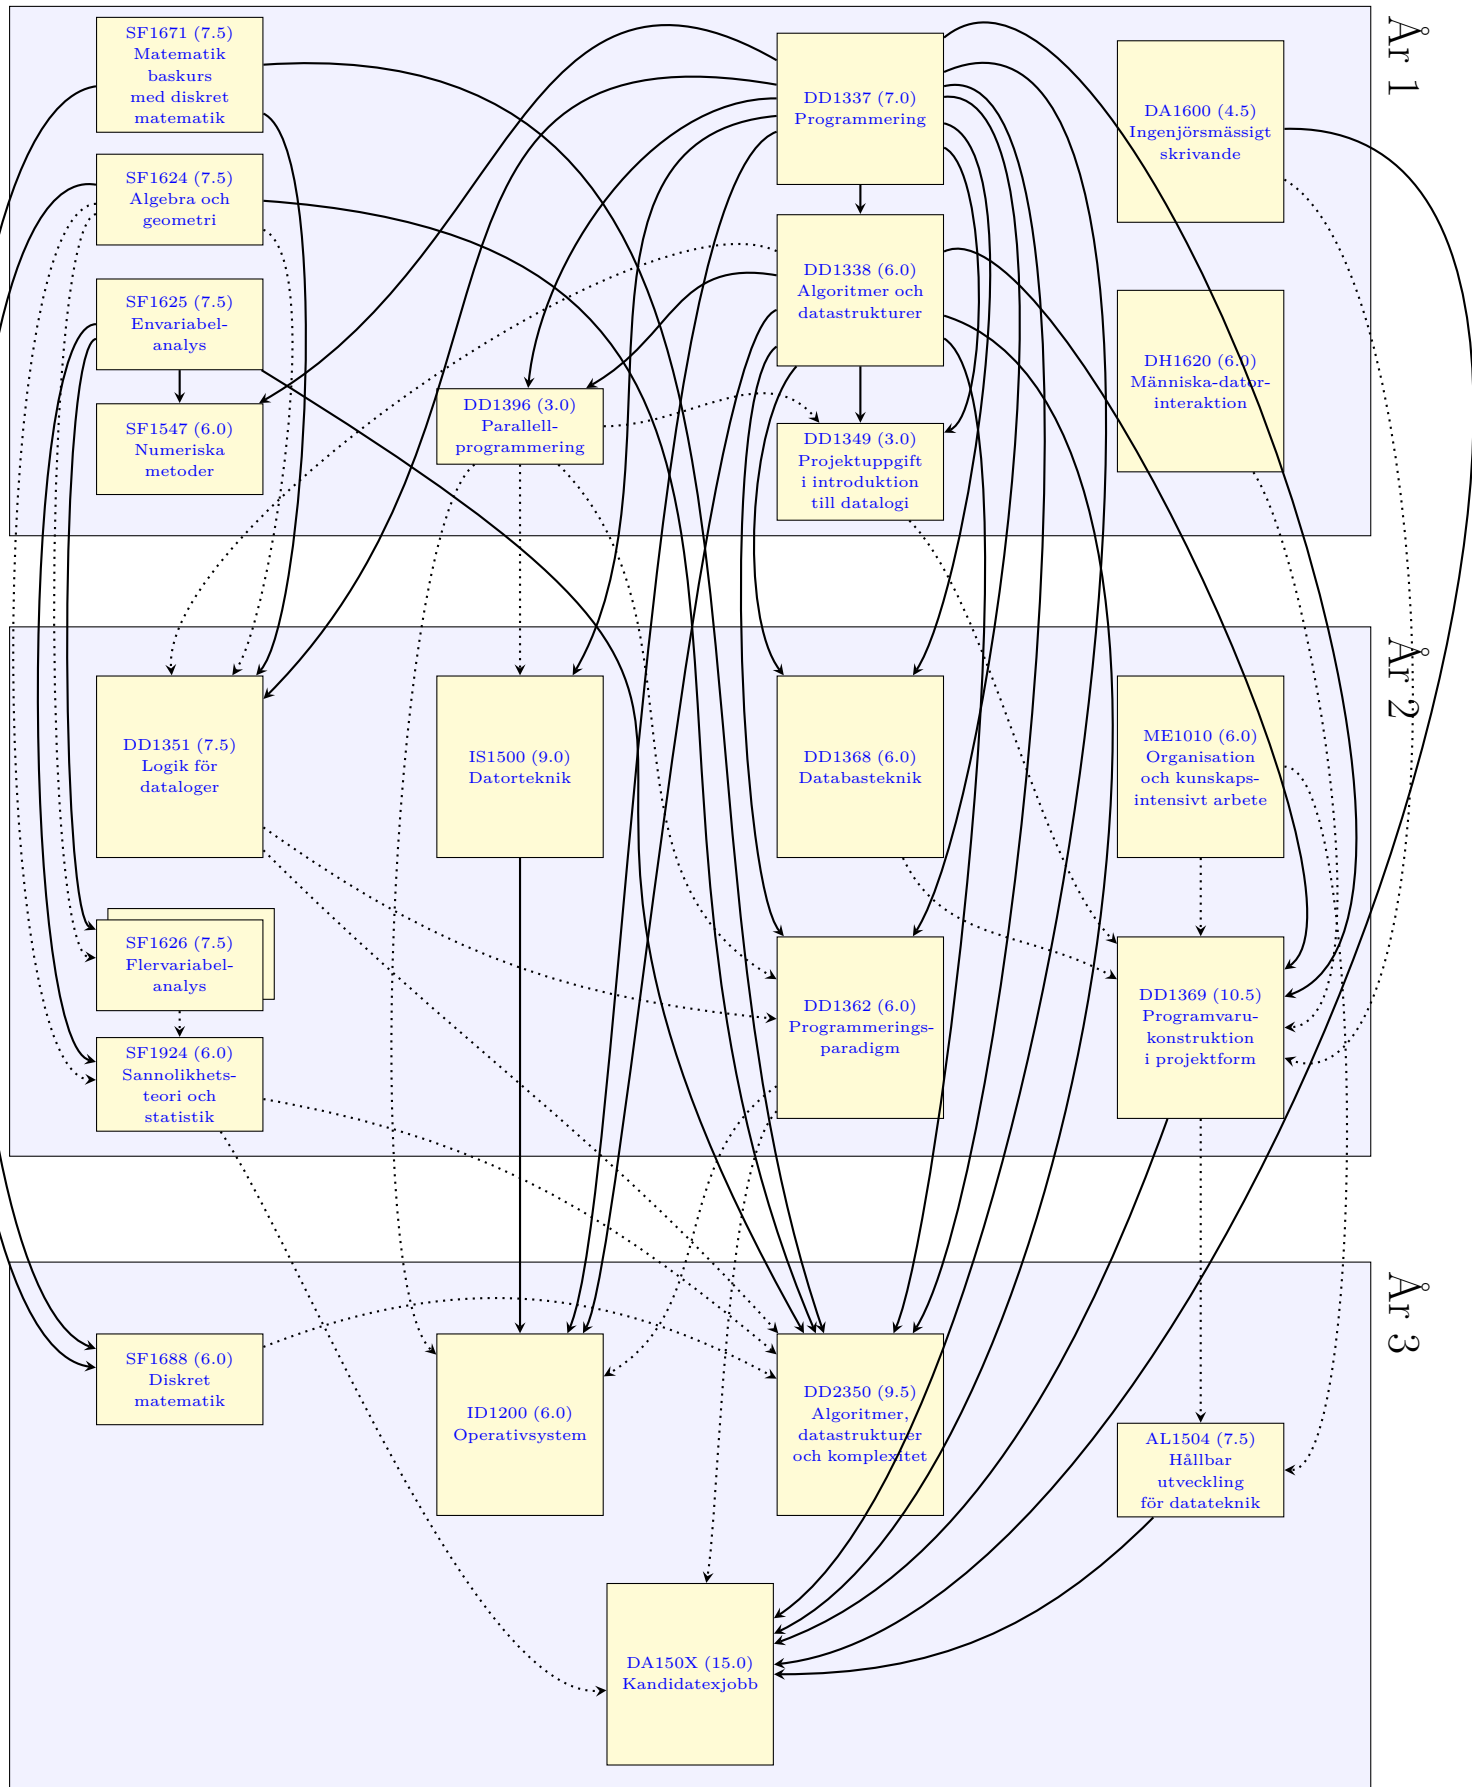 År 1
SF1671 (7.5)
Matematik
baskurs
med diskret
matematik
DD1337 (7.0)
Programmering
DA1600 (4.5)
Ingenjörsmässigt
skrivande
SF1624 (7.5)
Algebra och
geometri
DD1338 (6.0)
Algoritmer och
datastrukturer
SF1625 (7.5)
Envariabel-
analys
DH1620 (6.0)
Människa-dator-
interaktion
SF1547 (6.0)
Numeriska
metoder
DD1396 (3.0)
Parallell-
programmering
DD1349 (3.0)
Projektuppgift
i introduktion
till datalogi
År 2
DD1351 (7.5)
Logik för
dataloger
IS1500 (9.0)
Datorteknik
DD1368 (6.0)
Databasteknik
ME1010 (6.0)
Organisation
och kunskaps-
intensivt arbete
SF1626 (7.5)
Flervariabel-
analys
SF1924 (6.0)
Sannolikhets-
teori och
statistik
DD1362 (6.0)
Programmerings-
paradigm
DD1369 (10.5)
Programvaru-
konstruktion
i projektform
År 3
SF1688 (6.0)
Diskret
matematik
ID1200 (6.0)
Operativsystem
DD2350 (9.5)
Algoritmer,
datastrukturer
och komplexitet
AL1504 (7.5)
Hållbar
utveckling
för datateknik
DA150X (15.0)
Kandidatexjobb